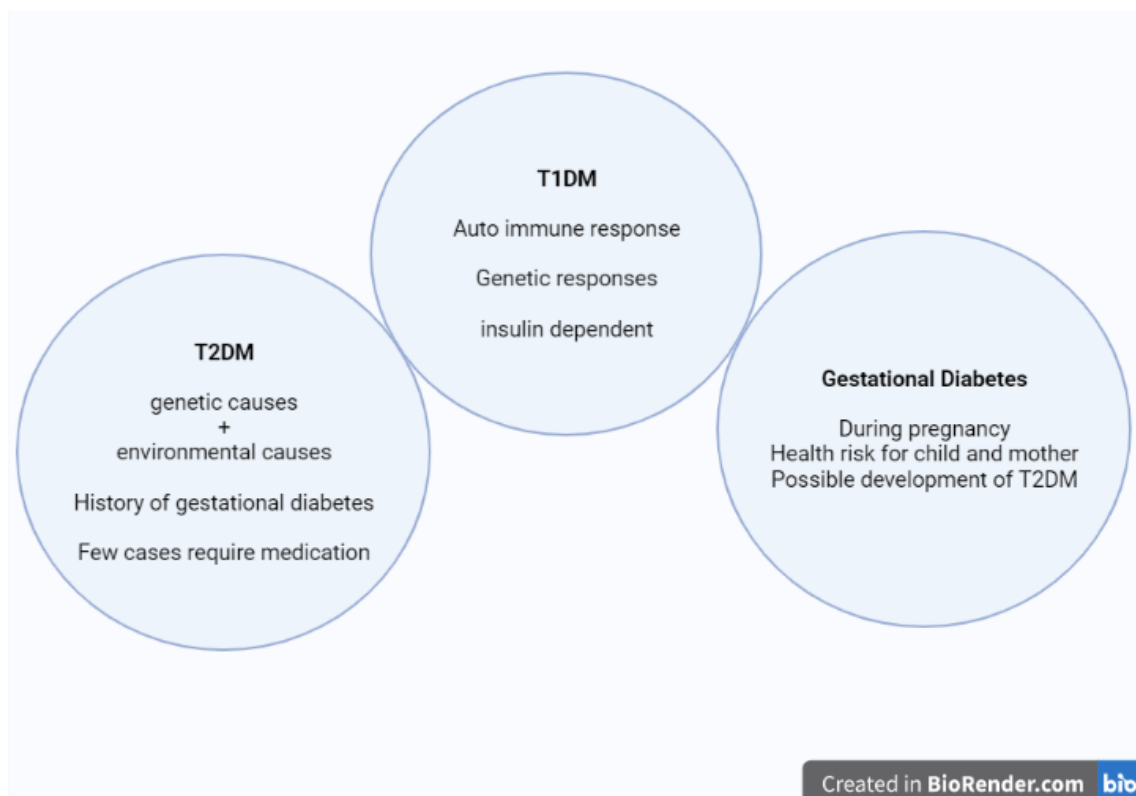 T1DM
Auto immune response
Genetic responses
insulin dependent
T2DM
genetic causes
+
environmental causes
History of gestational diabetes
Few cases require medication
Gestational Diabetes
During pregnancy
Health risk for child and mother
Possible development of T2DM
Created in BioRender.com bio